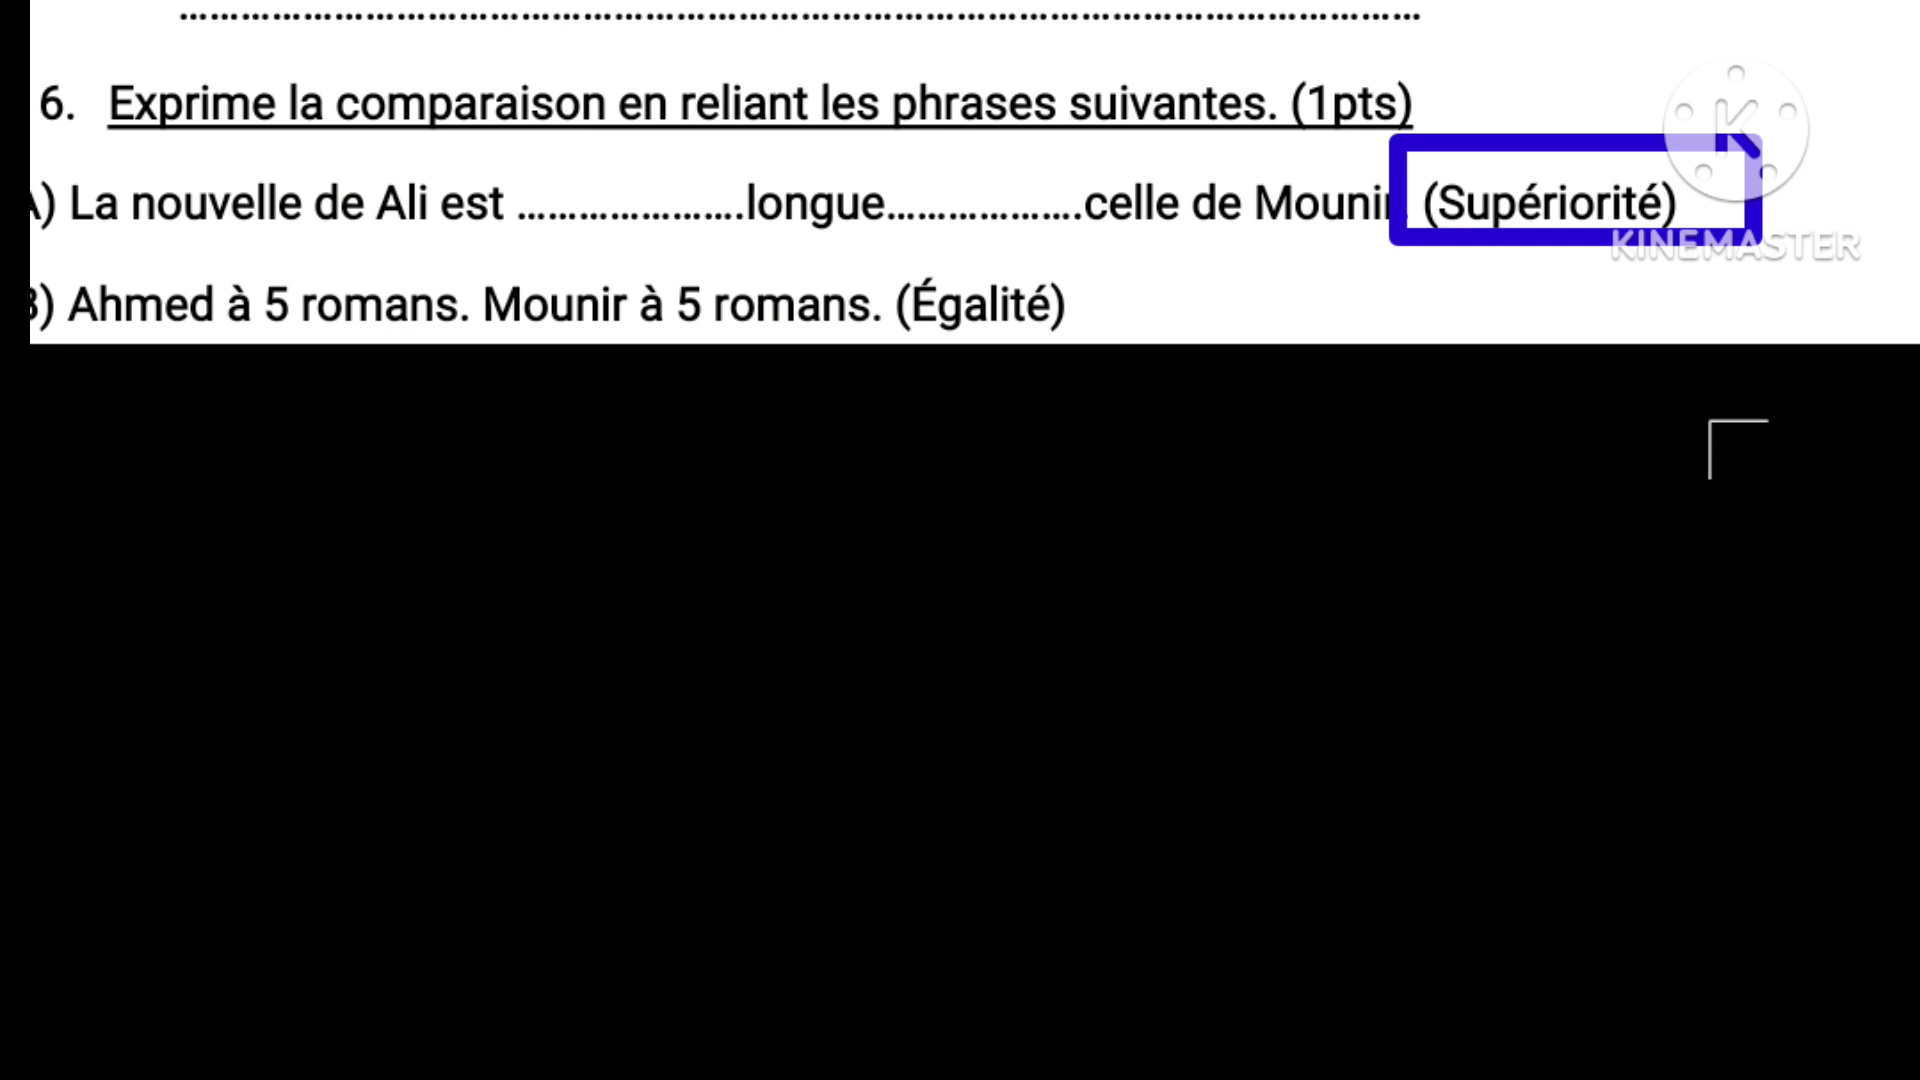 ........................................................................................................................
6. Exprime la comparaison en reliant les phrases suivantes. (1pts)
A) La nouvelle de Ali est ......................longue...................celle de Mounir. (Supériorité)
KINEMASTER
B) Ahmed à 5 romans. Mounir à 5 romans. (Égalité)